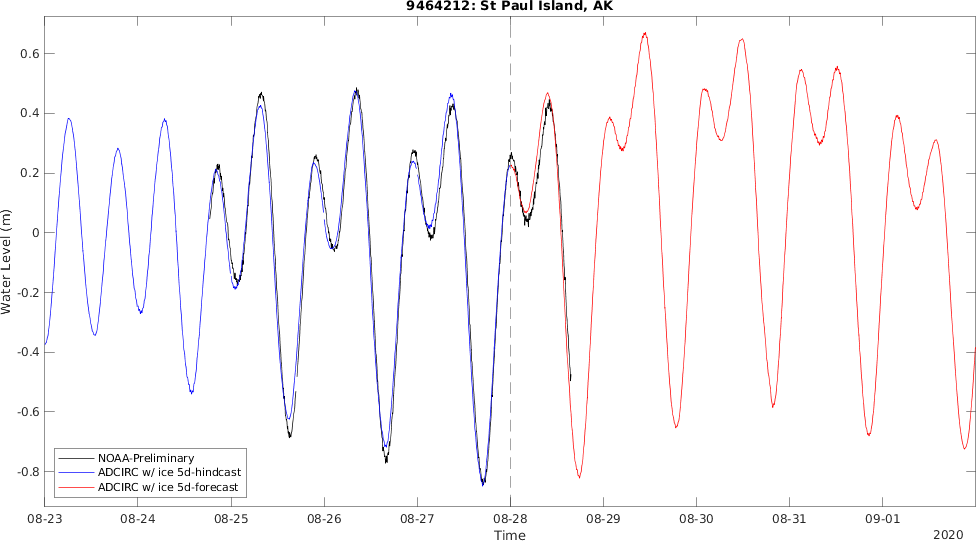 9464212: St Paul Island, AK
Water Level (m)
0.6
0.4
0.2
0
-0.2
-0.4
-0.6
-0.8
NOAA-Preliminary
ADCIRC w/ ice 5d-hindcast
ADCIRC w/ ice 5d-forecast
08-23 08-24 08-25 08-26 08-27 08-28 08-29 08-30 08-31 09-01
Time
2020